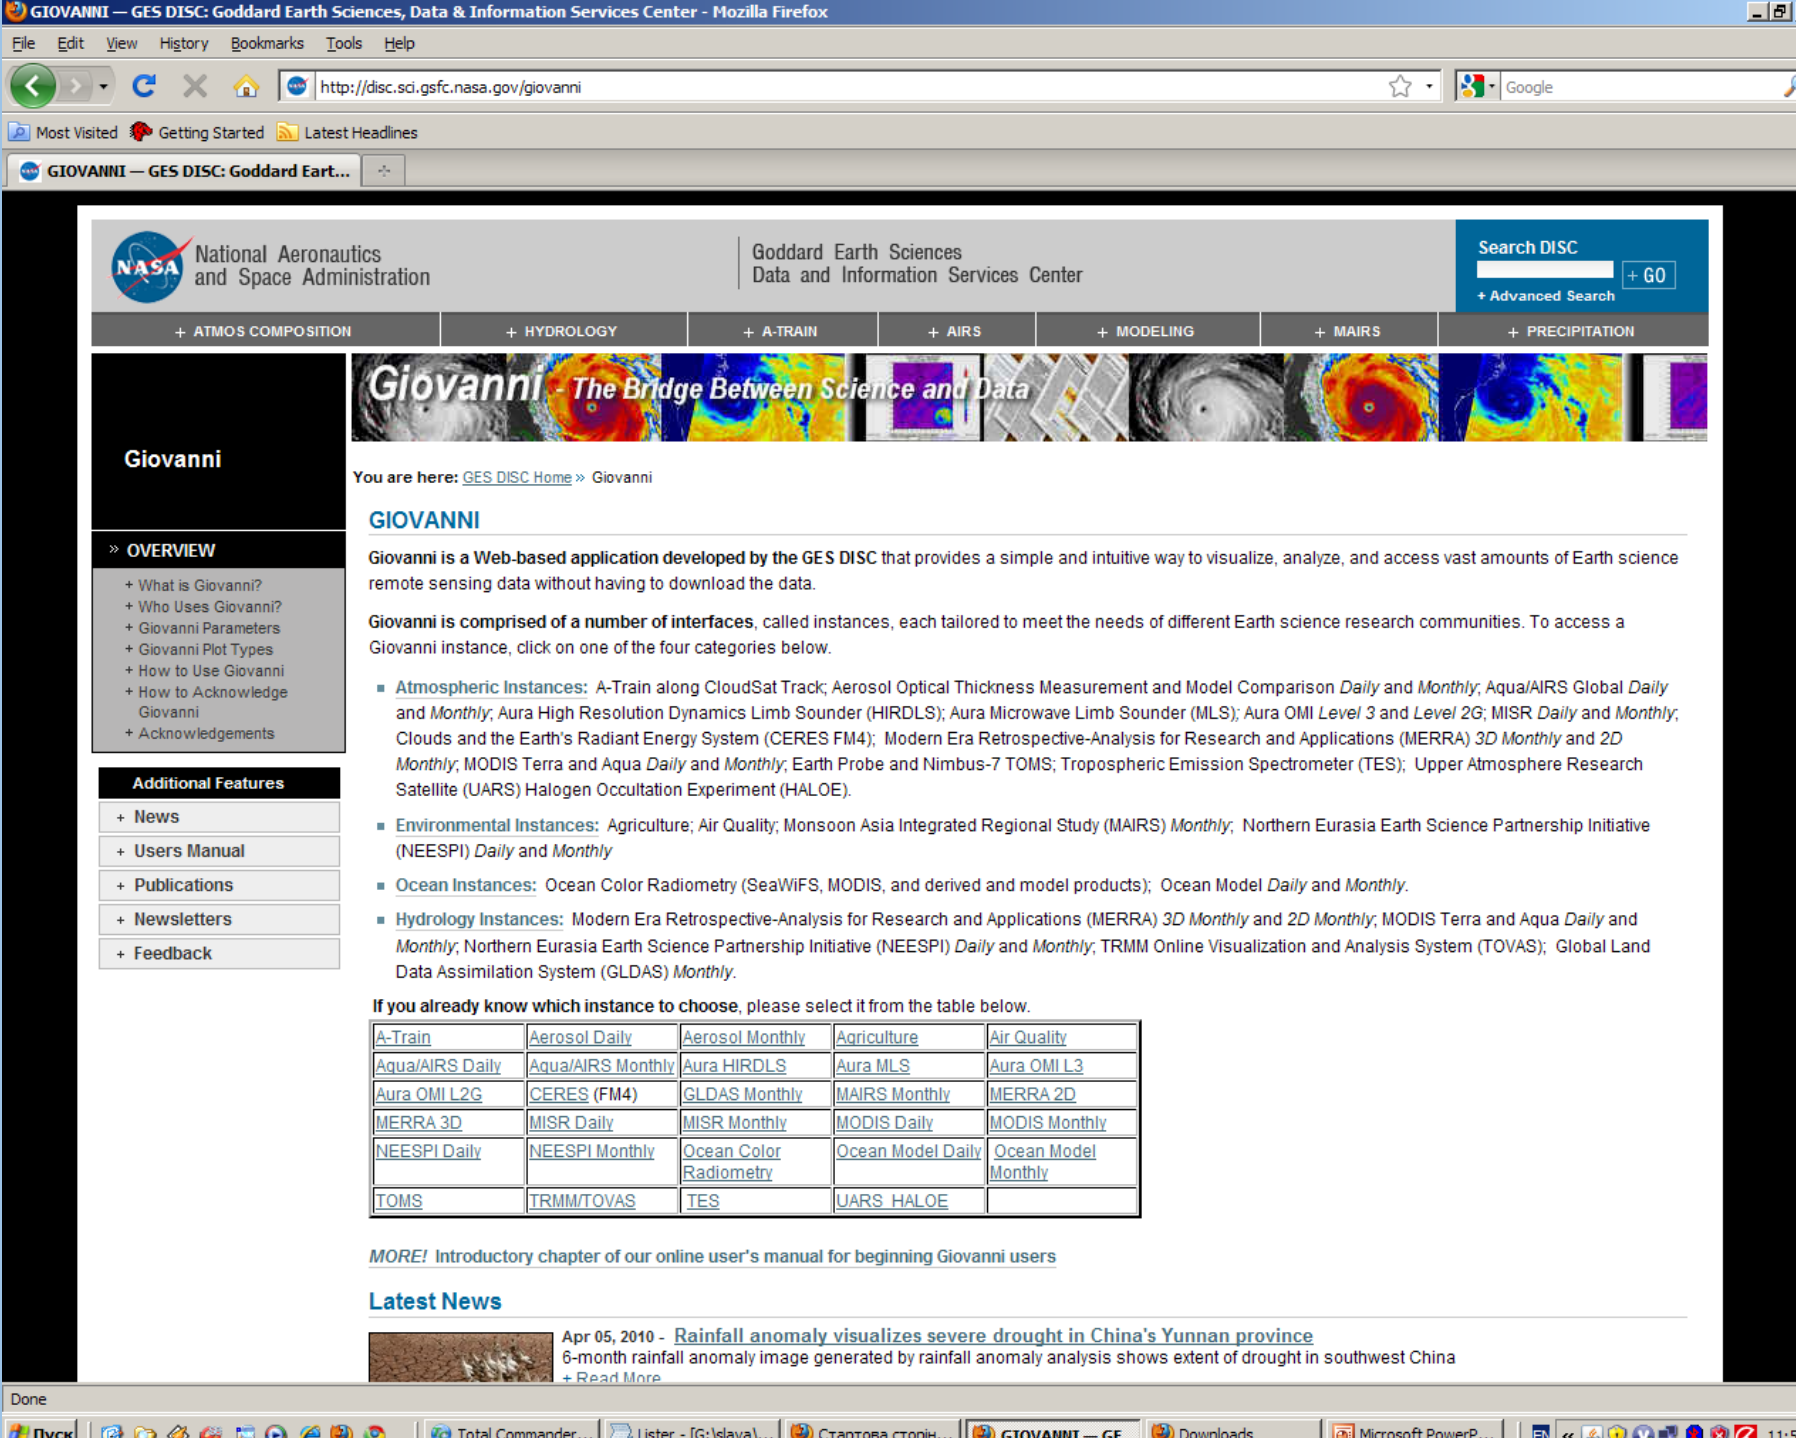 GIOVANNI — GES DISC: Goddard Earth Sciences, Data & Information Services Center - Mozilla Firefox
File Edit View History Bookmarks Tools Help
http://disc.sci.gsfc.nasa.gov/giovanni
Google
Most Visited Getting Started Latest Headlines
GIOVANNI — GES DISC: Goddard Eart...
NASA
National Aeronautics
and Space Administration
Goddard Earth Sciences
Data and Information Services Center
Search DISC
+ GO
+ Advanced Search
+ ATMOS COMPOSITION + HYDROLOGY + A-TRAIN + AIRS + MODELING + MAIRS + PRECIPITATION
Giovanni - The Bridge Between Science and Data
Giovanni
You are here: GES DISC Home » Giovanni
» OVERVIEW
+ What is Giovanni?
+ Who Uses Giovanni?
+ Giovanni Parameters
+ Giovanni Plot Types
+ How to Use Giovanni
+ How to Acknowledge
Giovanni
+ Acknowledgements
Additional Features
+ News
+ Users Manual
+ Publications
+ Newsletters
+ Feedback
GIOVANNI
Giovanni is a Web-based application developed by the GES DISC that provides a simple and intuitive way to visualize, analyze, and access vast amounts of Earth science
remote sensing data without having to download the data.
Giovanni is comprised of a number of interfaces, called instances, each tailored to meet the needs of different Earth science research communities. To access a
Giovanni instance, click on one of the four categories below.
Atmospheric Instances: A-Train along CloudSat Track; Aerosol Optical Thickness Measurement and Model Comparison Daily and Monthly; Aqua/AIRS Global Daily
and Monthly; Aura High Resolution Dynamics Limb Sounder (HIRDLS); Aura Microwave Limb Sounder (MLS); Aura OMI Level 3 and Level 2G; MISR Daily and Monthly;
Clouds and the Earth's Radiant Energy System (CERES FM4); Modern Era Retrospective-Analysis for Research and Applications (MERRA) 3D Monthly and 2D
Monthly; MODIS Terra and Aqua Daily and Monthly; Earth Probe and Nimbus-7 TOMS; Tropospheric Emission Spectrometer (TES); Upper Atmosphere Research
Satellite (UARS) Halogen Occultation Experiment (HALOE).
Environmental Instances: Agriculture; Air Quality; Monsoon Asia Integrated Regional Study (MAIRS) Monthly; Northern Eurasia Earth Science Partnership Initiative
(NEESPI) Daily and Monthly
Ocean Instances: Ocean Color Radiometry (SeaWiFS, MODIS, and derived and model products); Ocean Model Daily and Monthly.
Hydrology Instances: Modern Era Retrospective-Analysis for Research and Applications (MERRA) 3D Monthly and 2D Monthly; MODIS Terra and Aqua Daily and
Monthly; Northern Eurasia Earth Science Partnership Initiative (NEESPI) Daily and Monthly; TRMM Online Visualization and Analysis System (TOVAS); Global Land
Data Assimilation System (GLDAS) Monthly.
If you already know which instance to choose, please select it from the table below.
A-Train Aerosol Daily Aerosol Monthly Agriculture Air Quality
Aqua/AIRS Daily Aqua/AIRS Monthly Aura HIRDLS Aura MLS Aura OMI L3
Aura OMI L2G CERES (FM4) GLDAS Monthly MAIRS Monthly MERRA 2D
MERRA 3D MISR Daily MISR Monthly MODIS Daily MODIS Monthly
NEESPI Daily NEESPI Monthly Ocean Color Radiometry Ocean Model Daily Ocean Model Monthly
TOMS TRMM/TOVAS TES UARS HALOE
MORE! Introductory chapter of our online user's manual for beginning Giovanni users
Latest News
Apr 05, 2010 - Rainfall anomaly visualizes severe drought in China's Yunnan province
6-month rainfall anomaly image generated by rainfall anomaly analysis shows extent of drought in southwest China
+ Read More
Done
Пуск Total Commander... Lister - [G:\slava\... Стартова сторін... GIOVANNI — GE... Downloads Microsoft PowerP... EN « 11:5